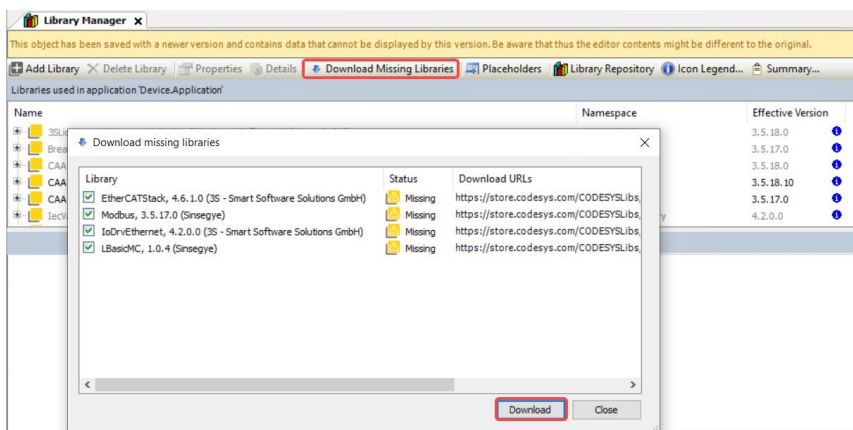 Library Manager x
This object has been saved with a newer version and contains data that cannot be displayed by this version. Be aware that thus the editor contents might be different to the original.
Add Library Delete Library Properties Details Download Missing Libraries Placeholders Library Repository Icon Legend... Summary...
Libraries used in application 'Device.Application'
Name Namespace Effective Version
3SLic 3.5.18.0
Brea 3.5.17.0
CAA 3.5.18.0
CAA 3.5.18.10
CAA 3.5.17.0
IecVa y 4.2.0.0
Download missing libraries
Library Status Download URLs
EtherCATStack, 4.6.1.0 (3S - Smart Software Solutions GmbH) Missing https://store.codesys.com/CODESYSLibs,
Modbus, 3.5.17.0 (Sinsegye) Missing https://store.codesys.com/CODESYSLibs,
IoDrvEthernet, 4.2.0.0 (3S - Smart Software Solutions GmbH) Missing https://store.codesys.com/CODESYSLibs,
LBasicMC, 1.0.4 (Sinsegye) Missing https://store.codesys.com/CODESYSLibs,
Download Close